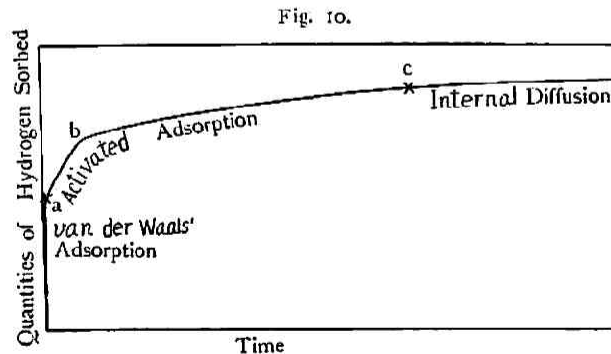 Fig. 10.
Quantities of Hydrogen Sorbed
c
Internal Diffusion
b
Activated Adsorption
a
van der Waals'
Adsorption
Time